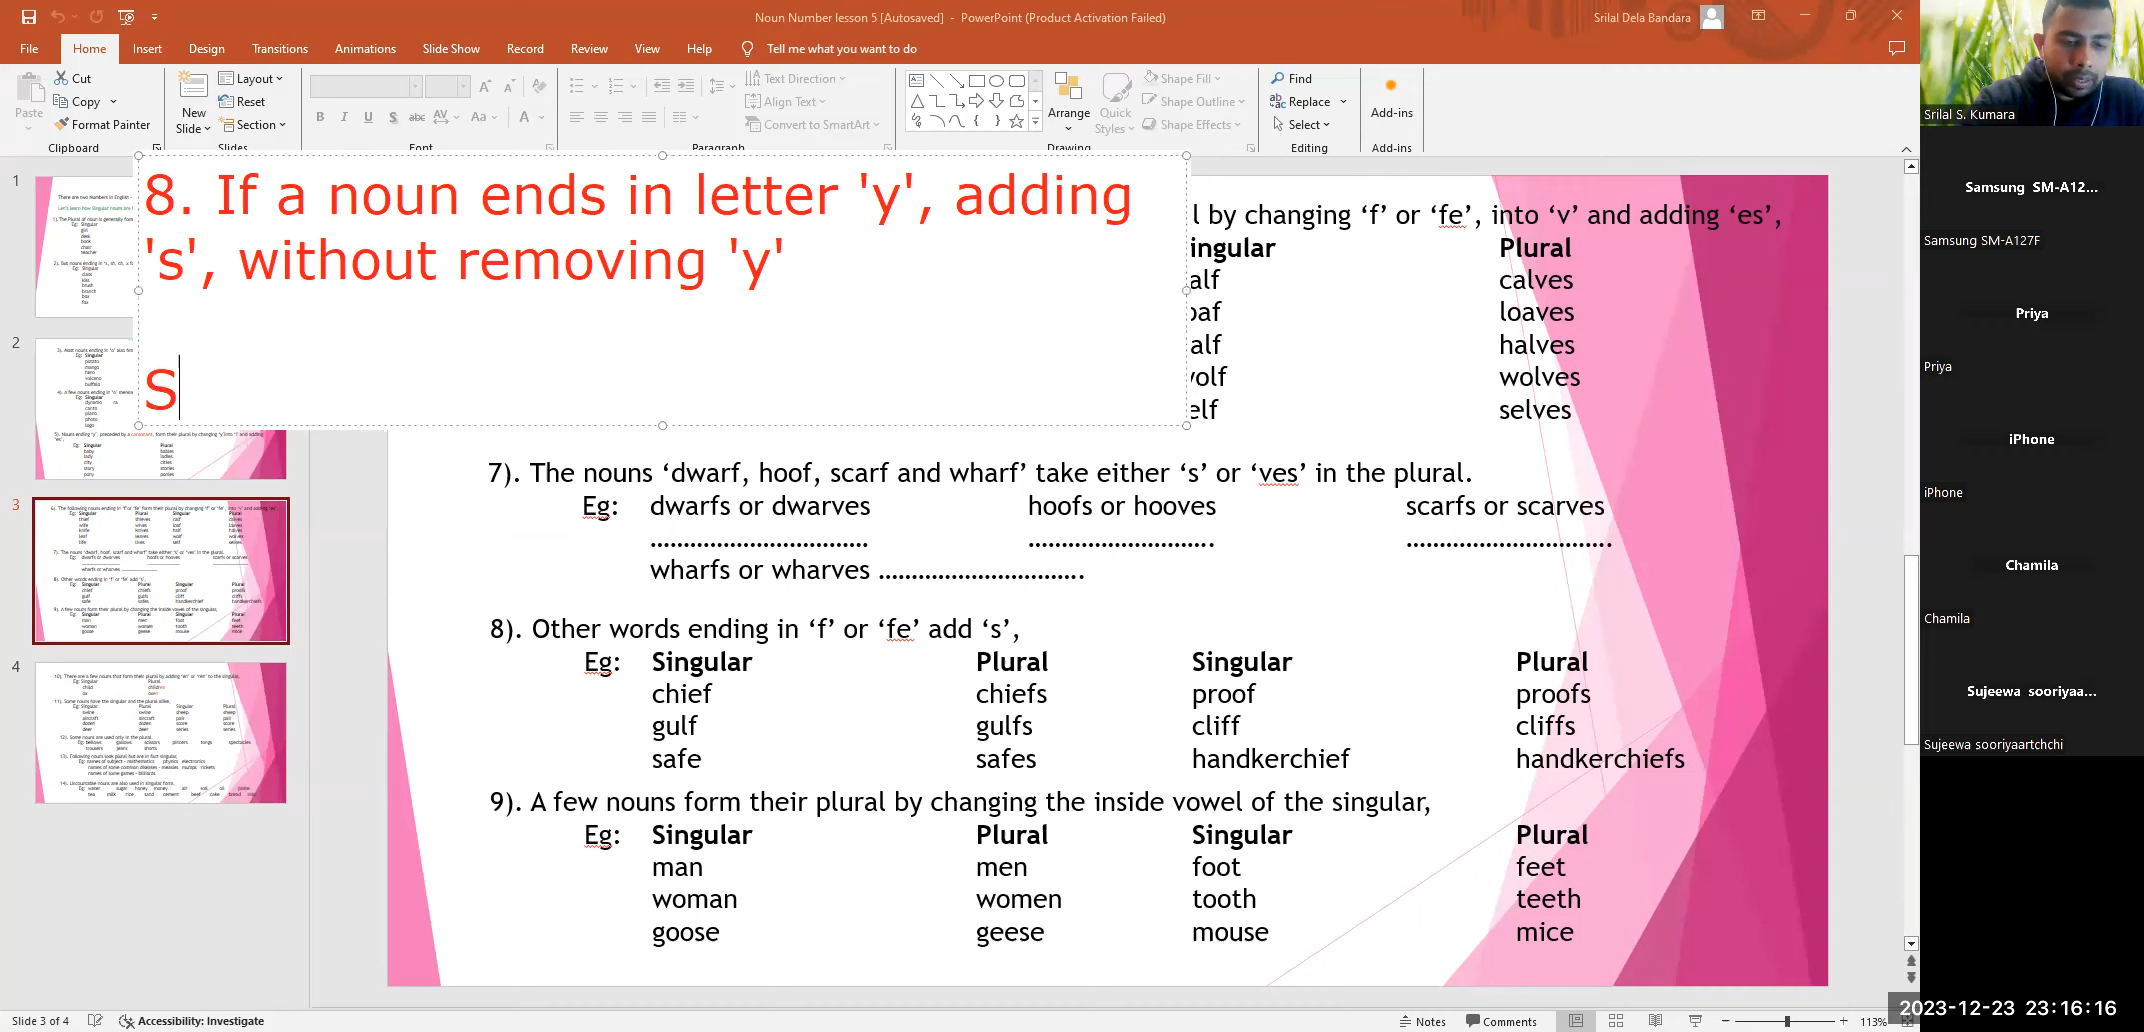 Noun Number lesson 5 [Autosaved] - PowerPoint (Product Activation Failed)
Srilal Dela Bandara
File Home Insert Design Transitions Animations Slide Show Record Review View Help Tell me what you want to do
Cut
Copy
Format Painter
Paste
Clipboard
New
Slide
Layout
Reset
Section
Slides
Font
Text Direction
Align Text
Convert to SmartArt
Paragraph
Arrange
Quick
Styles
Shape Fill
Shape Outline
Shape Effects
Drawing
Find
Replace
Select
Editing
Add-ins
Add-ins
8. If a noun ends in letter 'y', adding
's', without removing 'y'
S
l by changing ‘f’ or ‘fe’, into ‘v’ and adding ‘es’,
ingular Plural
alf calves
oaf loaves
alf halves
olf wolves
elf selves
7). The nouns ‘dwarf, hoof, scarf and wharf’ take either ‘s’ or ‘ves’ in the plural.
Eg: dwarfs or dwarves hoofs or hooves scarfs or scarves
................................ ............................ ...............................
wharfs or wharves ...............................
8). Other words ending in ‘f’ or ‘fe’ add ‘s’,
Eg: Singular Plural Singular Plural
chief chiefs proof proofs
gulf gulfs cliff cliffs
safe safes handkerchief handkerchiefs
9). A few nouns form their plural by changing the inside vowel of the singular,
Eg: Singular Plural Singular Plural
man men foot feet
woman women tooth teeth
goose geese mouse mice
1
2
3
4
Srilal S. Kumara
Samsung SM-A12...
Samsung SM-A127F
Priya
Priya
iPhone
iPhone
Chamila
Chamila
Sujeewa sooriyaa...
Sujeewa sooriyaartchchi
Slide 3 of 4
Accessibility: Investigate
Notes
Comments
113%
2023-12-23 23:16:16